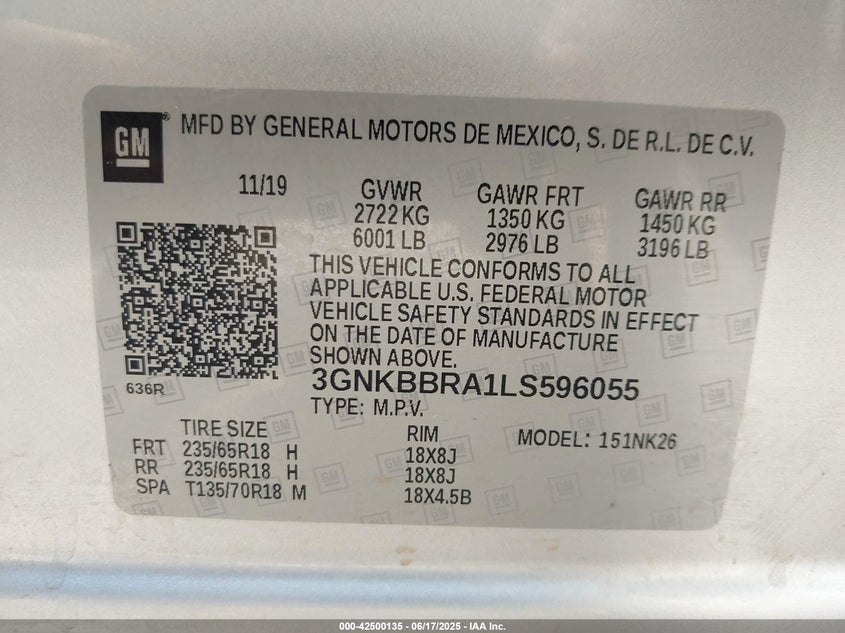 GM
MFD BY GENERAL MOTORS DE MEXICO, S. DE R.L. DE C.V.
11/19 GVWR GAWR FRT GAWR RR
2722 KG 1350 KG 1450 KG
6001 LB 2976 LB 3196 LB
THIS VEHICLE CONFORMS TO ALL
APPLICABLE U.S. FEDERAL MOTOR
VEHICLE SAFETY STANDARDS IN EFFECT
ON THE DATE OF MANUFACTURE
SHOWN ABOVE.
636R
3GNKBBRA1LS596055
TYPE: M.P.V.
TIRE SIZE RIM MODEL: 151NK26
FRT 235/65R18 H 18X8J
RR 235/65R18 H 18X8J
SPA T135/70R18 M 18X4.5B
000-42500135 - 06/17/2025 - IAA Inc.